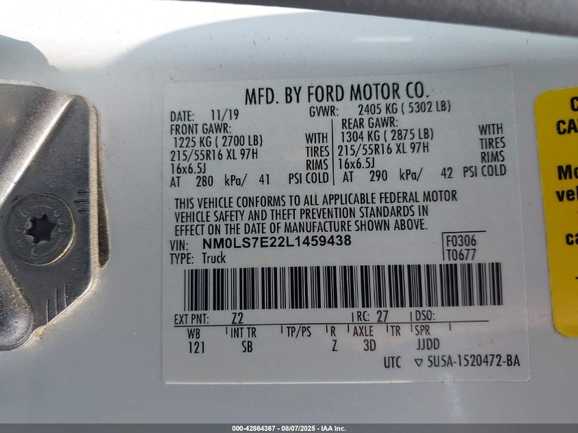 MFD. BY FORD MOTOR CO.
DATE: 11/19 GVWR: 2405 KG ( 5302 LB)
FRONT GAWR: REAR GAWR:
1225 KG ( 2700 LB) WITH 1304 KG ( 2875 LB) WITH
215/55R16 XL 97H TIRES 215/55R16 XL 97H TIRES
16x6.5J RIMS 16x6.5J RIMS
AT 280 kPa/ 41 PSI COLD AT 290 kPa/ 42 PSI COLD
THIS VEHICLE CONFORMS TO ALL APPLICABLE FEDERAL MOTOR
VEHICLE SAFETY AND THEFT PREVENTION STANDARDS IN
EFFECT ON THE DATE OF MANUFACTURE SHOWN ABOVE.
VIN: NM0LS7E22L1459438 F0306
TYPE: Truck T0677
EXT PNT: Z2 RC: 27 DSO:
WB INT TR TP/PS R AXLE TR SPR
121 SB Z 3D JJDD
UTC ▽ 5U5A-1520472-BA
000-42864367 - 08/07/2025 - IAA Inc.